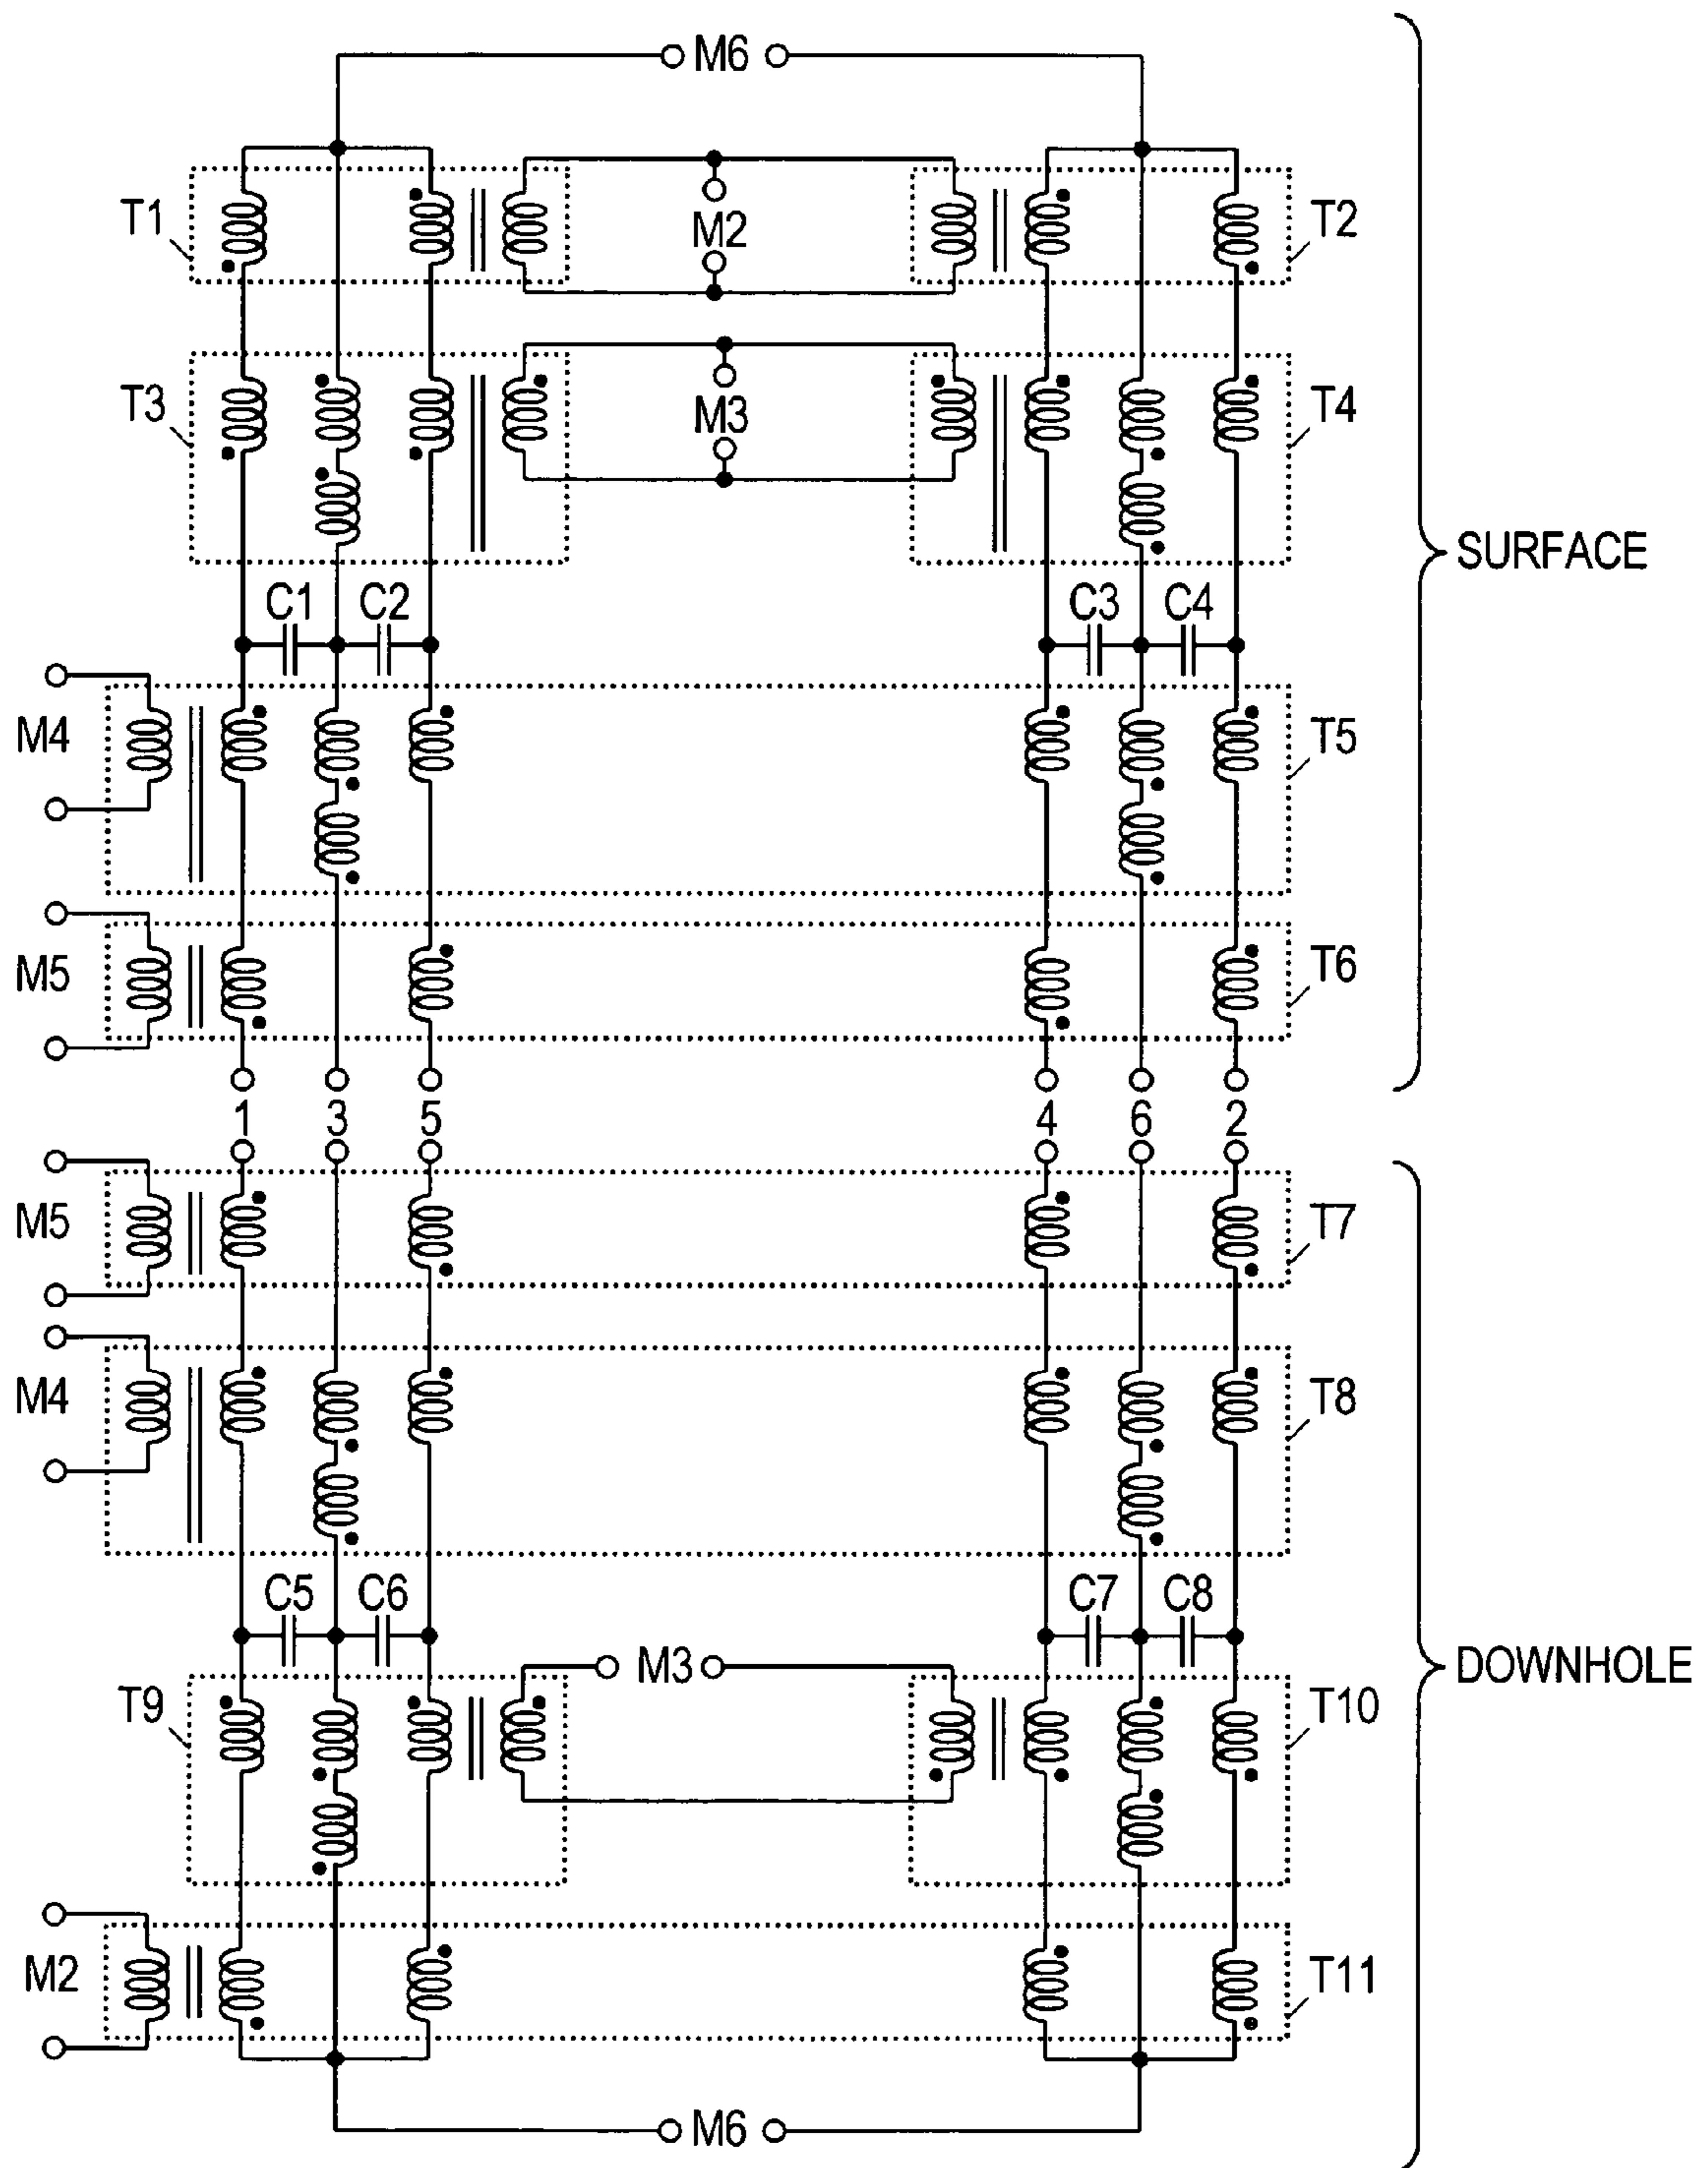 M6
T1
M2
T2
T3
M3
T4
SURFACE
C1 C2 C3 C4
M4
T5
M5
T6
1 3 5 4 6 2
M5
T7
M4
T8
C5 C6 C7 C8
DOWNHOLE
M3
T9
T10
M2
T11
M6